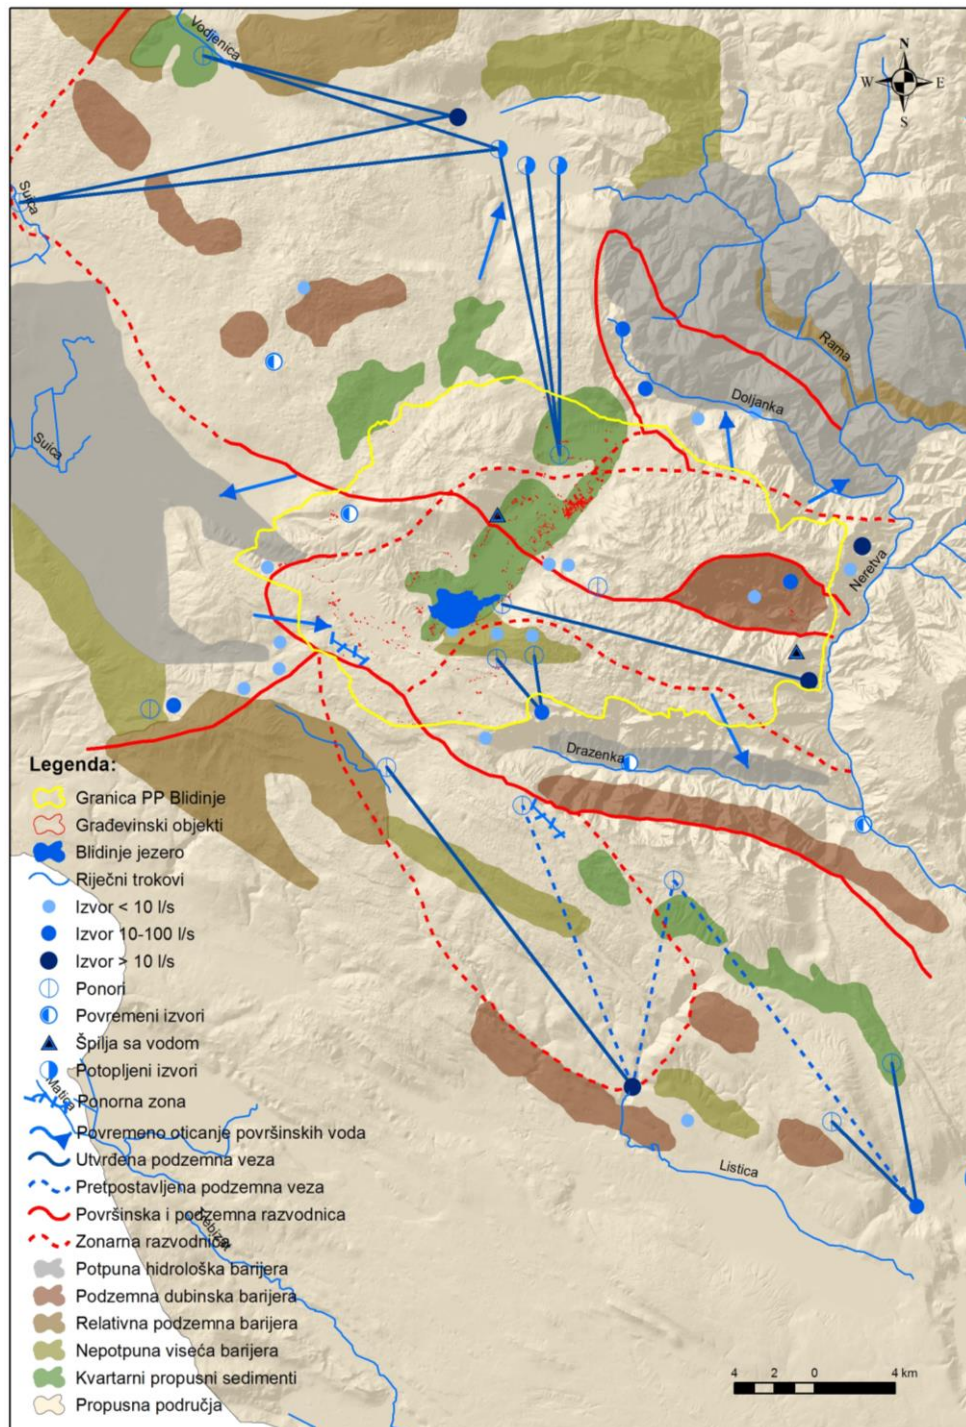 Vodjenica
N
W
E
S
Suica
Rama
Doljanka
Suica
Neretva
Drazenka
Legenda:
Granica PP Blidinje
Građevinski objekti
Blidinje jezero
Riječni trokovi
Izvor < 10 l/s
Izvor 10-100 l/s
Izvor > 10 l/s
Ponori
Povremeni izvori
Špilja sa vodom
Potopljeni izvori
Matica
Ponorna zona
Povremeno oticanje površinskih voda
Utvrđena podzemna veza
Listica
Pretpostavljena podzemna veza
Površinska i podzemna razvodnica
Trebizat
Zonarna razvodnica
Potpuna hidrološka barijera
Podzemna dubinska barijera
Relativna podzemna barijera
Nepotpuna viseća barijera
Kvartarni propusni sedimenti
Propusna područja
4 2 0 4 km